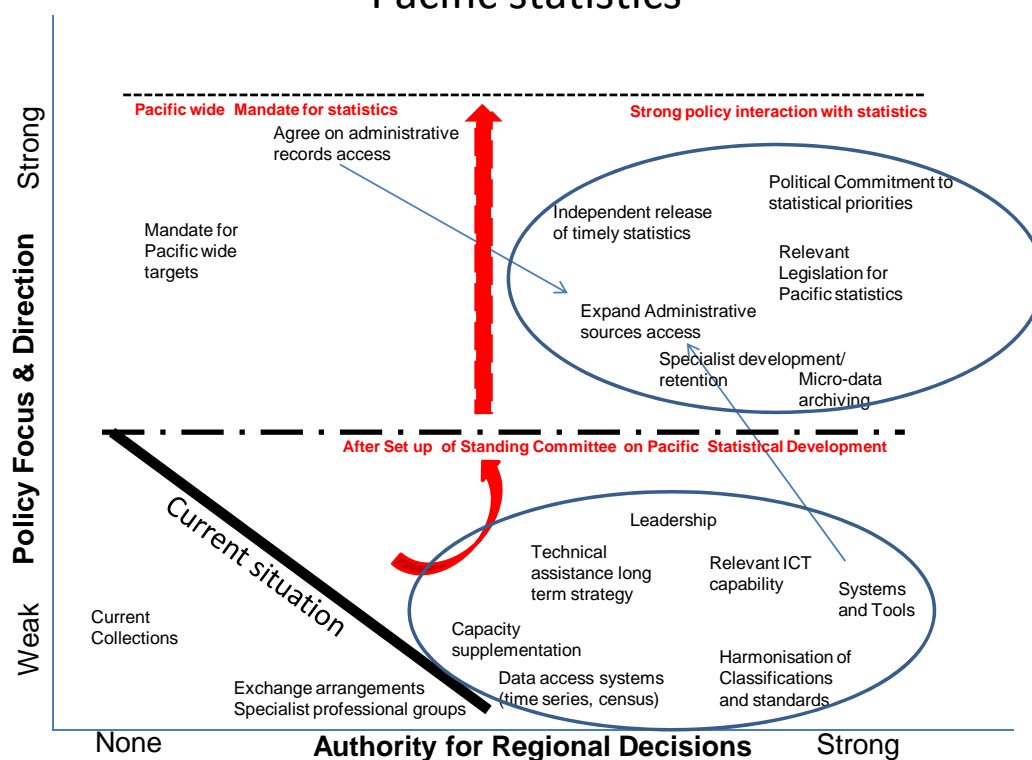 Pacific statistics
Pacific wide Mandate for statistics
Strong policy interaction with statistics
Agree on administrative
records access
Political Commitment to
statistical priorities
Independent release
of timely statistics
Mandate for
Pacific wide
targets
Relevant
Legislation for
Pacific statistics
Expand Administrative
sources access
Specialist development/
retention
Micro-data
archiving
After Set up of Standing Committee on Pacific Statistical Development
Current situation
Leadership
Technical
assistance long
term strategy
Relevant ICT
capability
Systems
and Tools
Current
Collections
Capacity
supplementation
Harmonisation of
Classifications
and standards
Data access systems
(time series, census)
Exchange arrangements
Specialist professional groups
Strong
Policy Focus & Direction
Weak
None
Authority for Regional Decisions
Strong